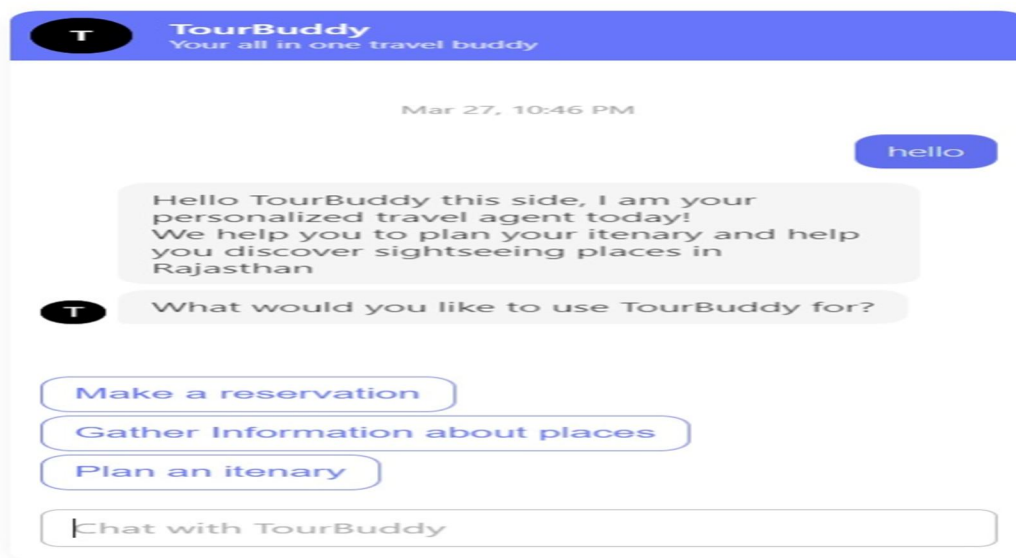 T
TourBuddy
Your all in one travel buddy
Mar 27, 10:46 PM
hello
Hello TourBuddy this side, I am your
personalized travel agent today!
We help you to plan your itenary and help
you discover sightseeing places in
Rajasthan
T
What would you like to use TourBuddy for?
Make a reservation
Gather Information about places
Plan an itenary
Chat with TourBuddy